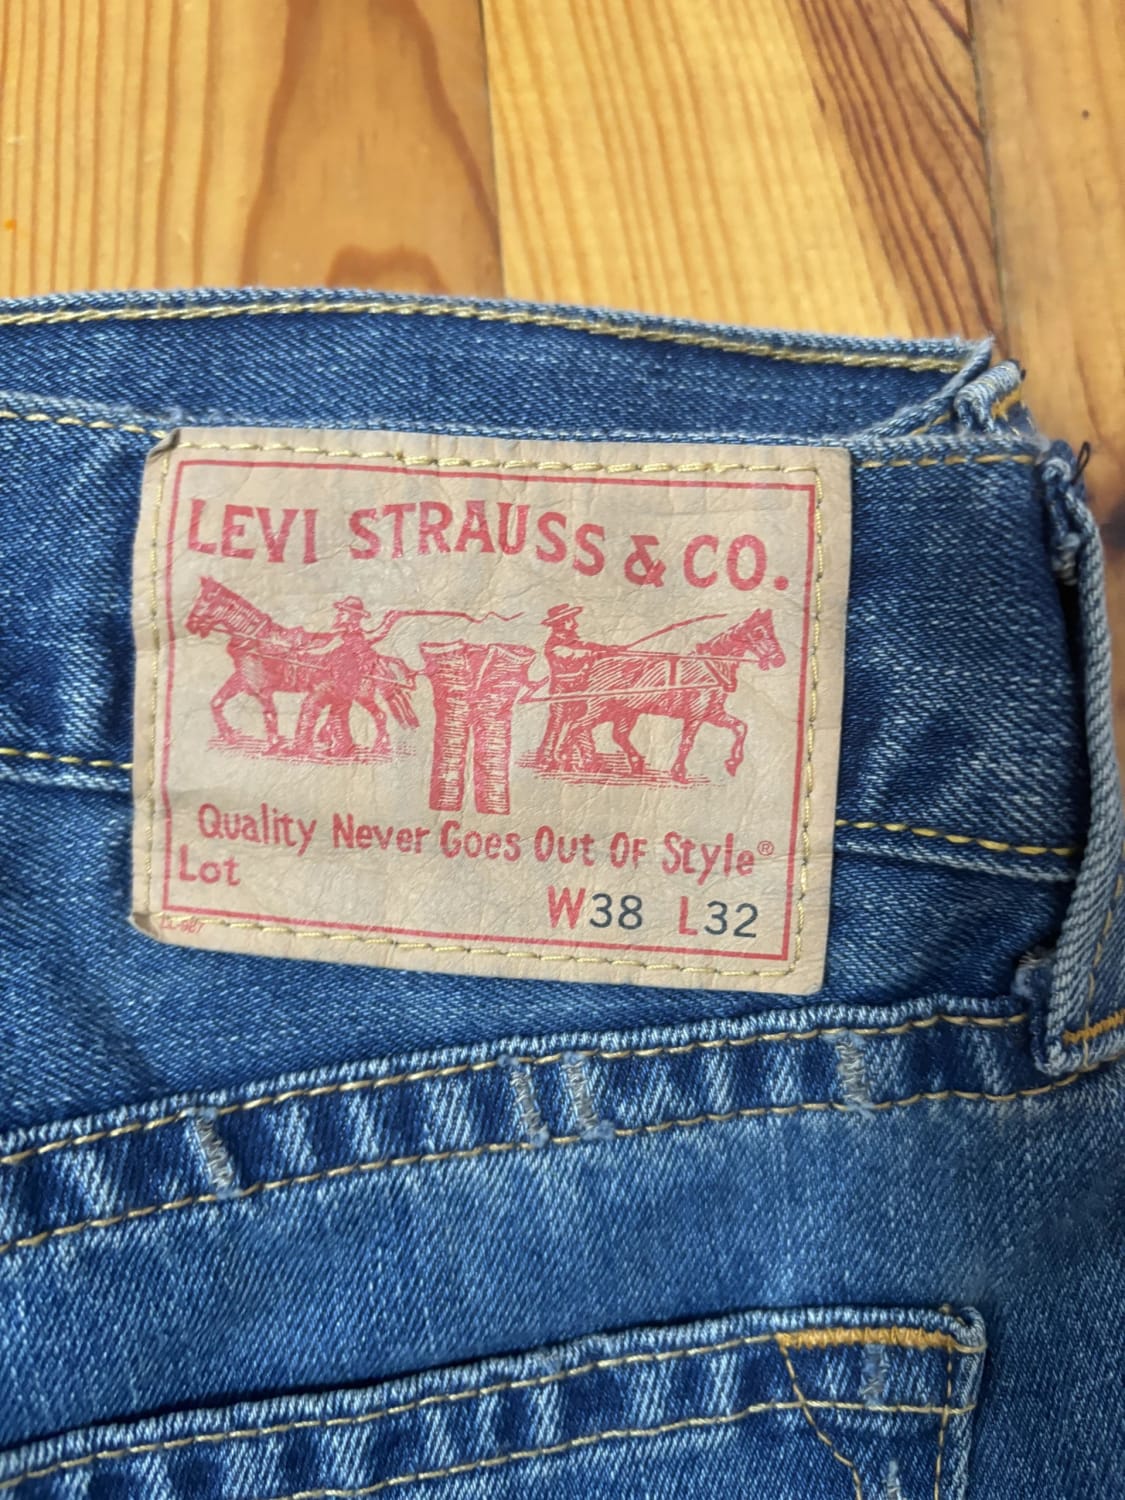 LEVI STRAUSS & CO.
Quality Never Goes Out Of Style®
Lot
W38 L32